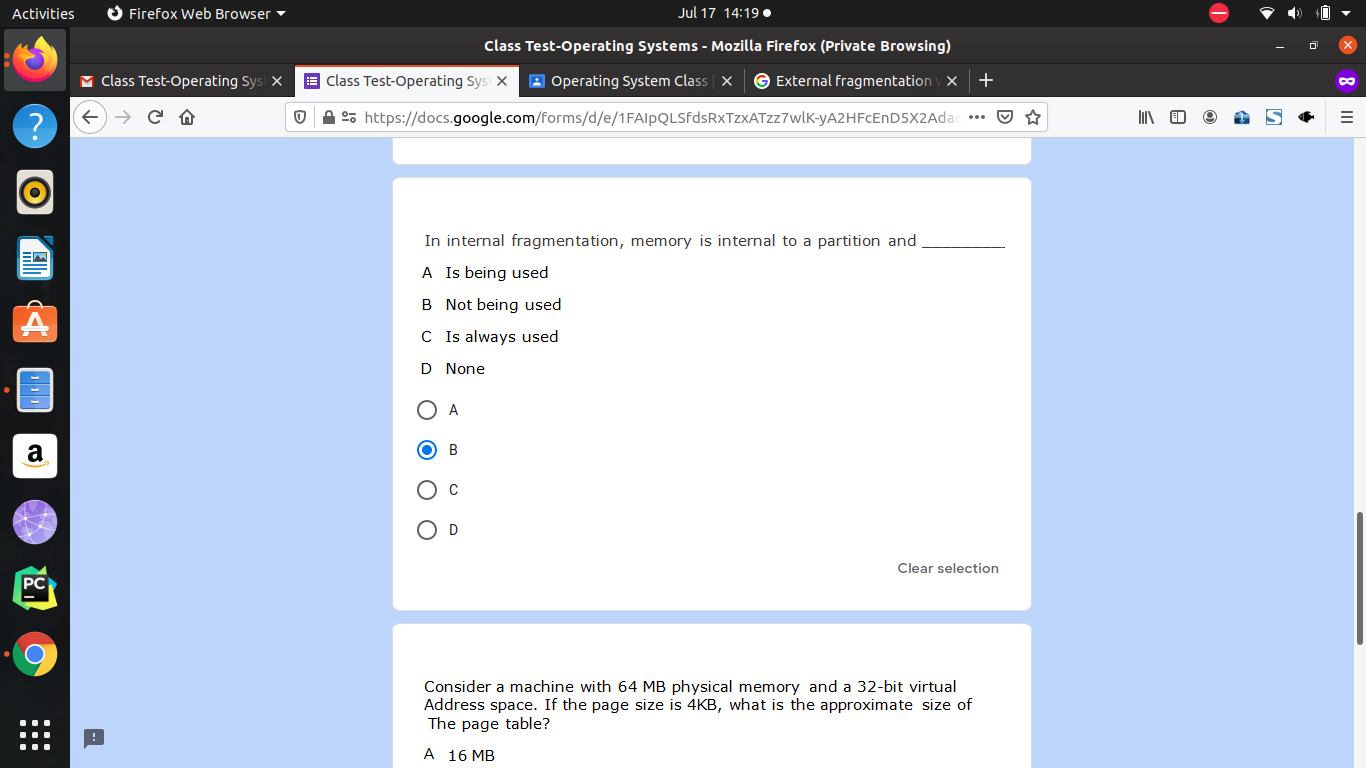 Activities Firefox Web Browser Jul 17 14:19
Class Test-Operating Systems - Mozilla Firefox (Private Browsing)
Class Test-Operating Sys Class Test-Operating Sys Operating System Class External fragmentation
https://docs.google.com/forms/d/e/1FAIpQLSfdsRxTzxATzz7wlK-yA2HFcEnD5X2Adac
In internal fragmentation, memory is internal to a partition and _________.
A Is being used
B Not being used
C Is always used
D None
A
B
C
D
Clear selection
Consider a machine with 64 MB physical memory and a 32-bit virtual
Address space. If the page size is 4KB, what is the approximate size of
The page table?
A 16 MB
PC
a